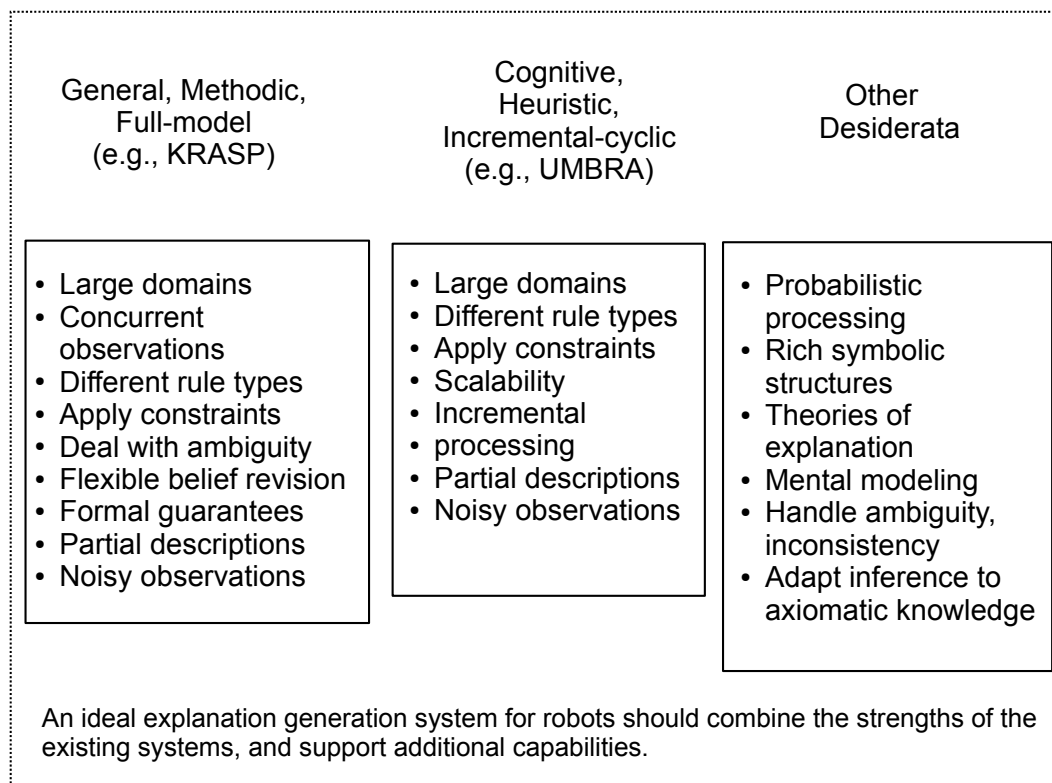 General, Methodic,
Full-model
(e.g., KRASP)
Cognitive,
Heuristic,
Incremental-cyclic
(e.g., UMBRA)
Other
Desiderata
• Large domains
• Concurrent
observations
• Different rule types
• Apply constraints
• Deal with ambiguity
• Flexible belief revision
• Formal guarantees
• Partial descriptions
• Noisy observations
• Large domains
• Different rule types
• Apply constraints
• Scalability
• Incremental
• processing
• Partial descriptions
• Noisy observations
• Probabilistic
processing
• Rich symbolic
structures
• Theories of
explanation
• Mental modeling
• Handle ambiguity,
inconsistency
• Adapt inference to
axiomatic knowledge
An ideal explanation generation system for robots should combine the strengths of the
existing systems, and support additional capabilities.